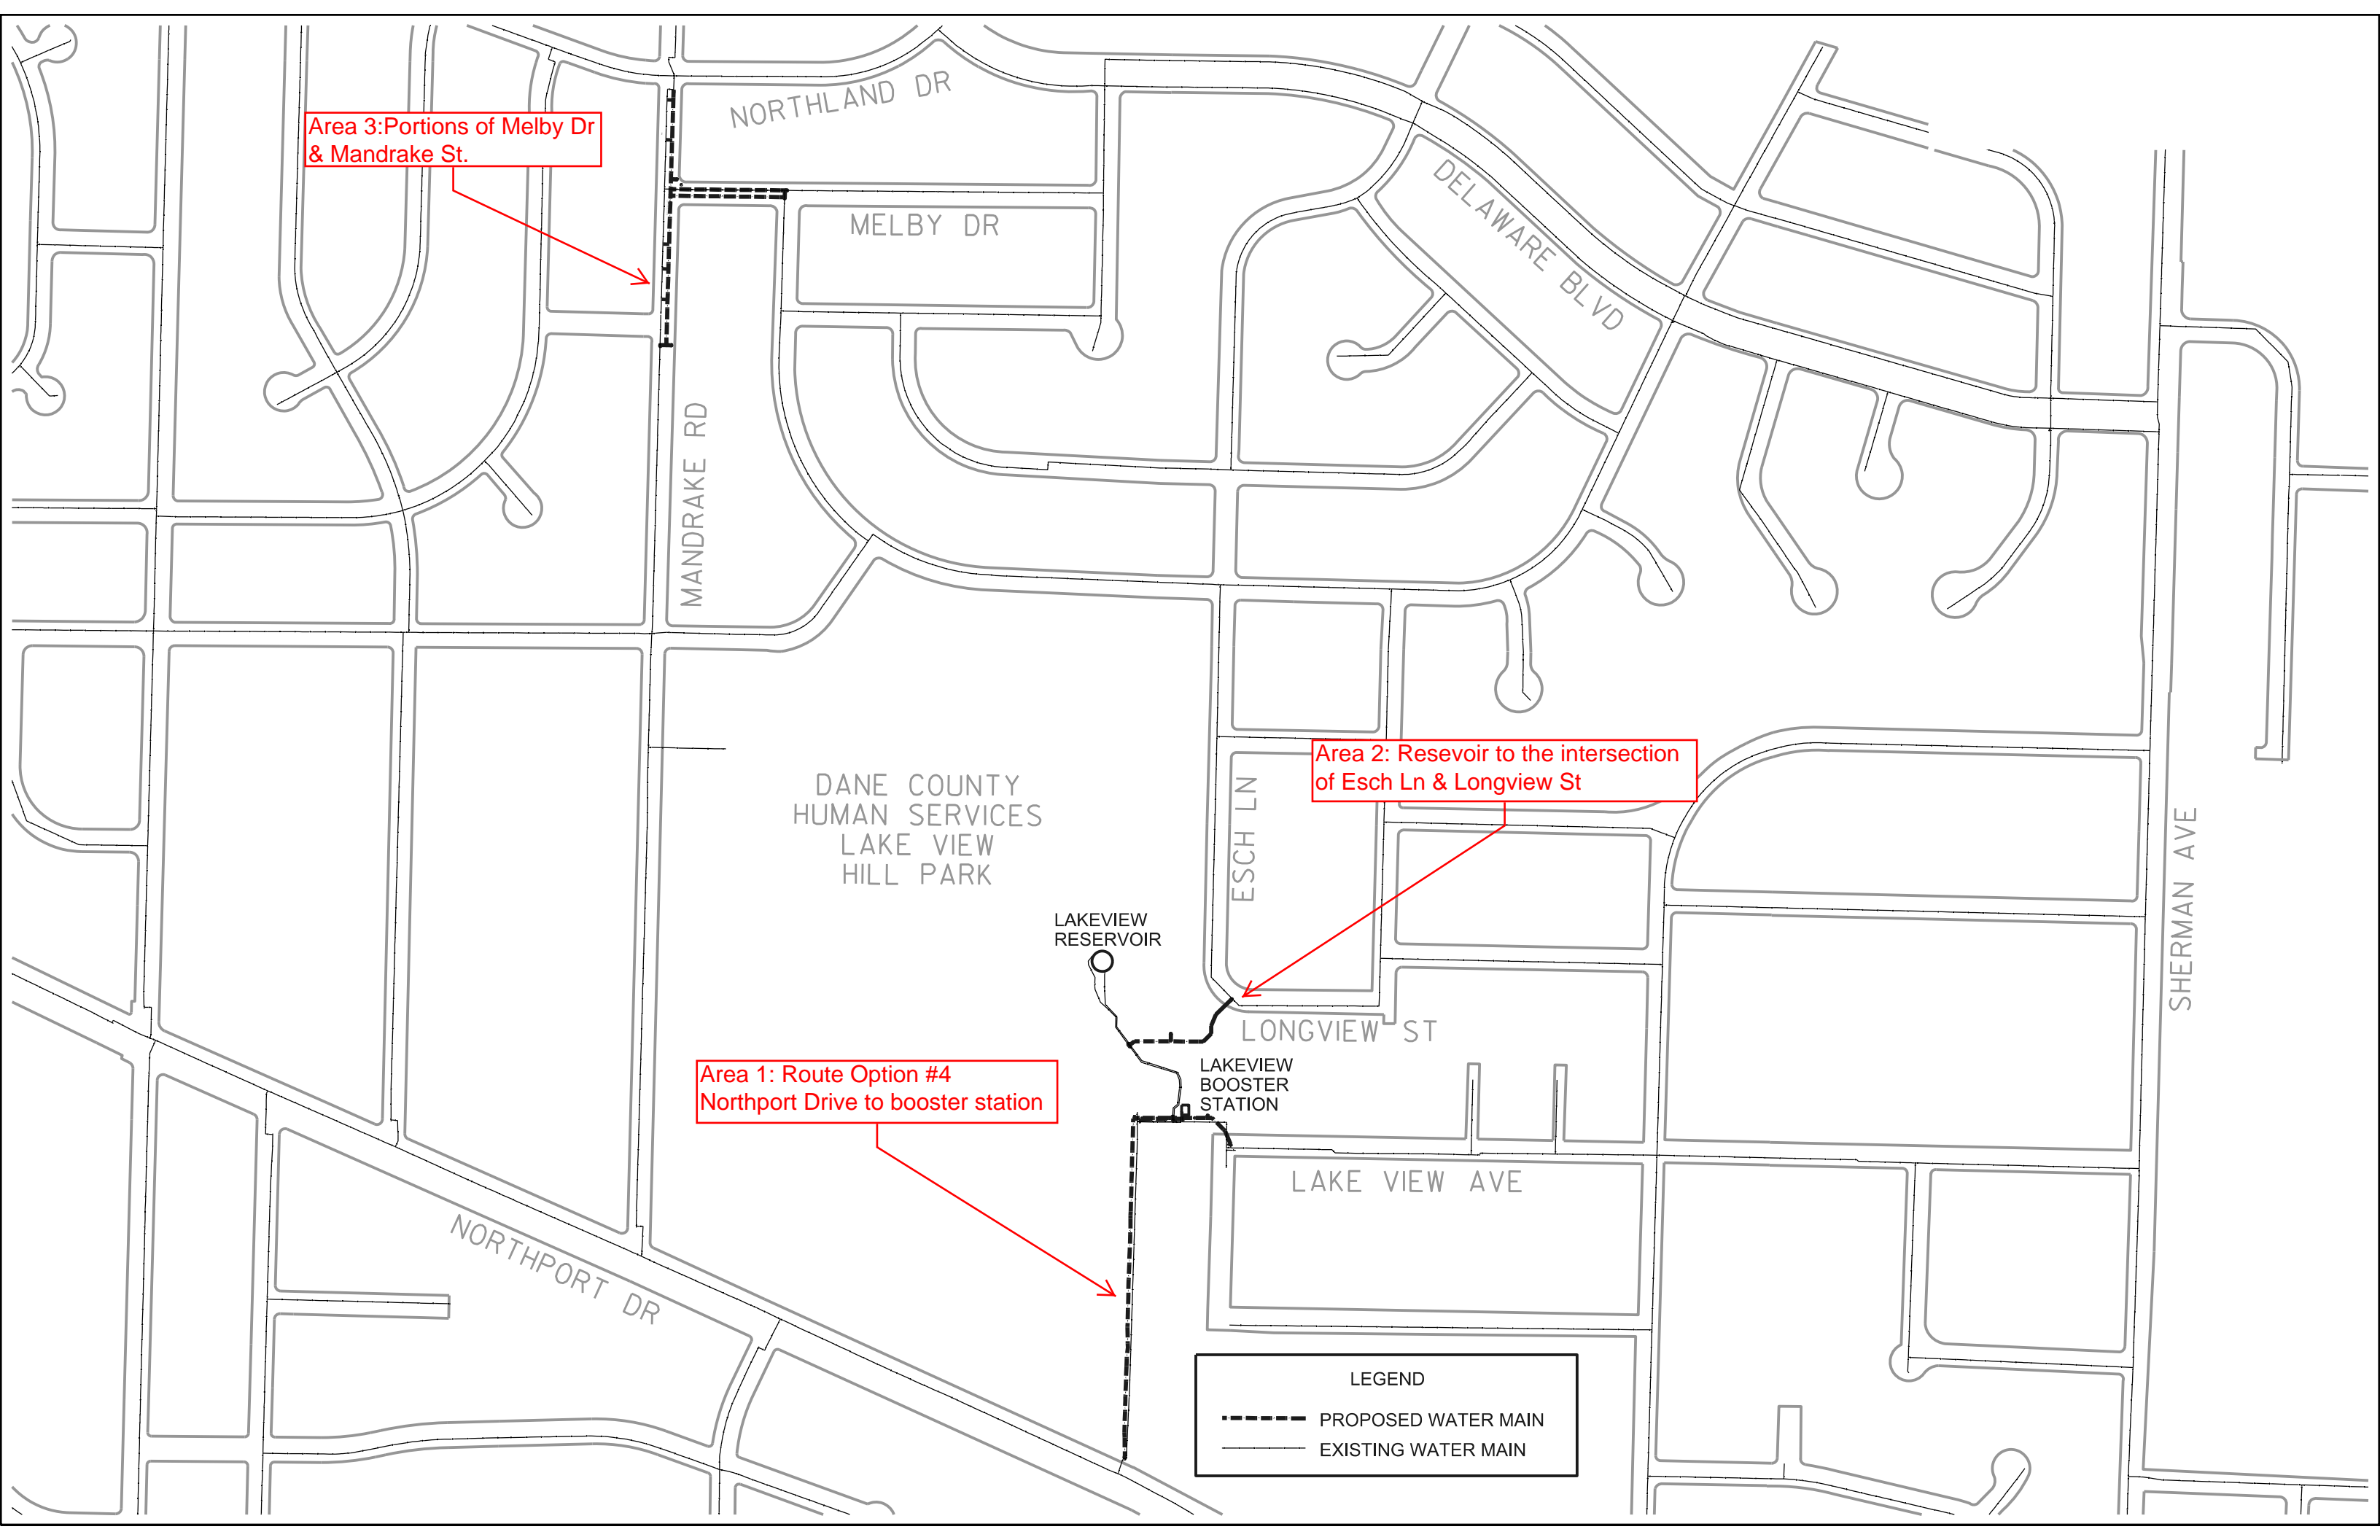 NORTHLAND DR
Area 3:Portions of Melby Dr
& Mandrake St.
DELAWARE BLVD
MELBY DR
MANDRAKE RD
Area 2: Resevoir to the intersection
of Esch Ln & Longview St
DANE COUNTY
HUMAN SERVICES
LAKE VIEW
HILL PARK
ESCH LN
SHERMAN AVE
LAKEVIEW
RESERVOIR
LONGVIEW ST
Area 1: Route Option #4
Northport Drive to booster station
LAKEVIEW
BOOSTER
STATION
LAKE VIEW AVE
NORTHPORT DR
LEGEND
PROPOSED WATER MAIN
EXISTING WATER MAIN